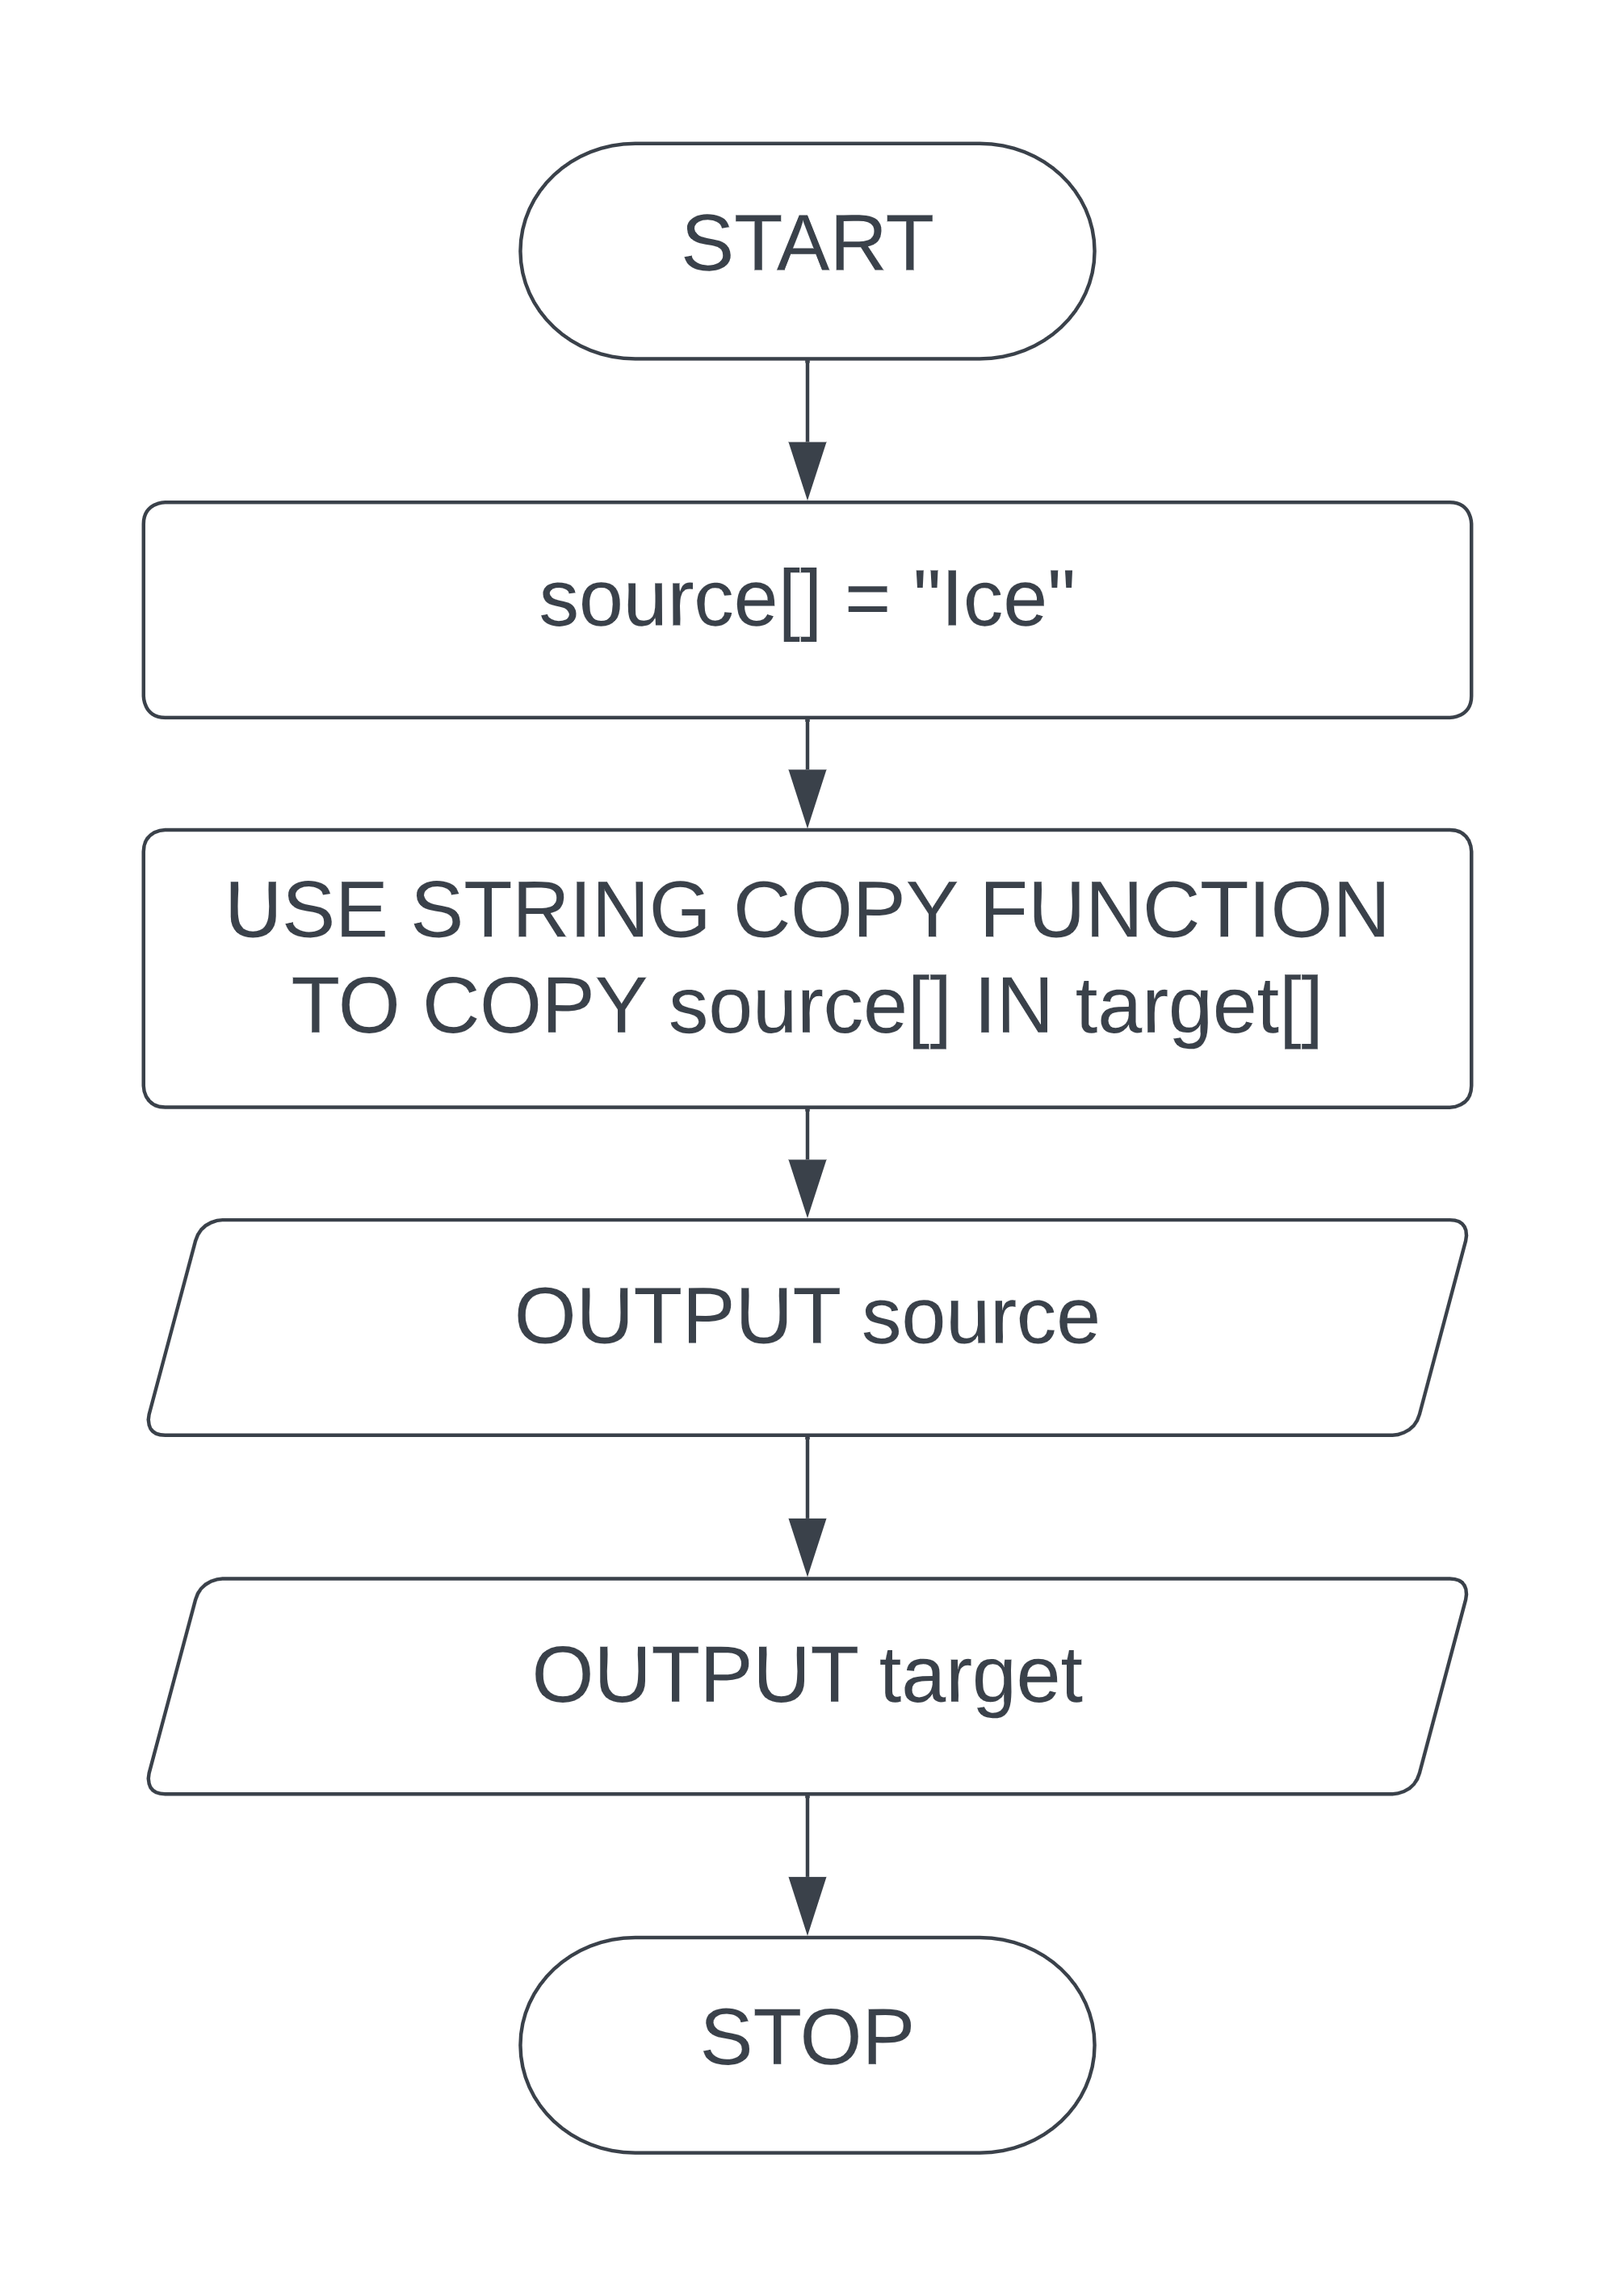 START
source[] = "Ice"
USE STRING COPY FUNCTION
TO COPY source[] IN target[]
OUTPUT source
OUTPUT target
STOP